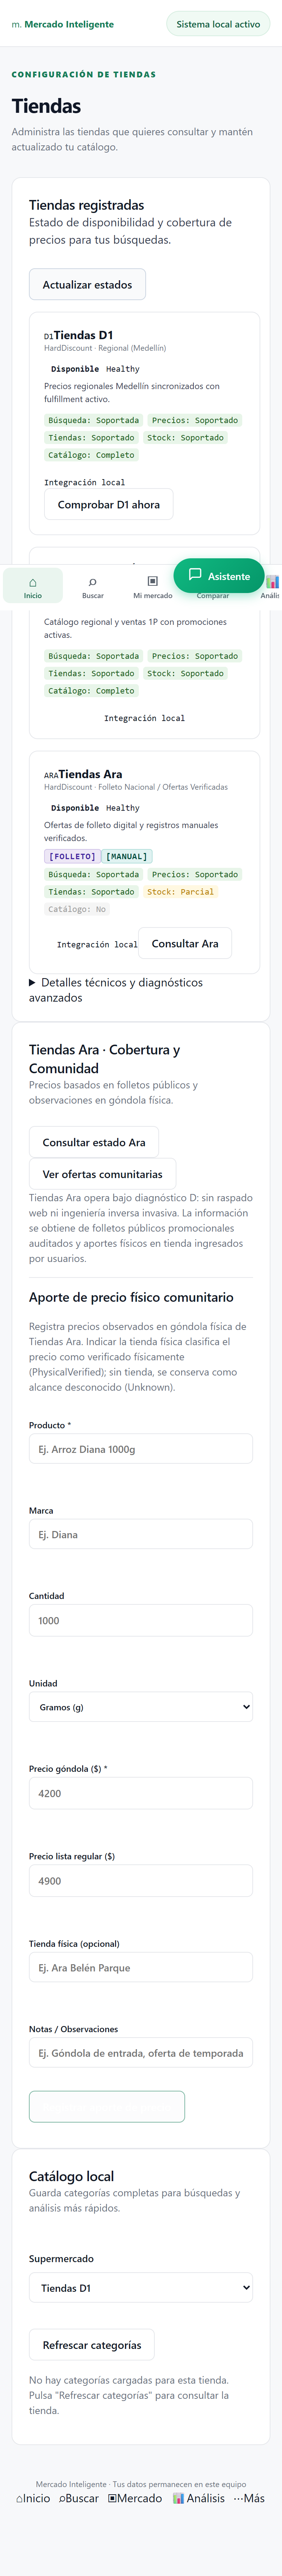 m. Mercado Inteligente
Sistema local activo
CONFIGURACIÓN DE TIENDAS
Tiendas
Administra las tiendas que quieres consultar y mantén
actualizado tu catálogo.
Tiendas registradas
Estado de disponibilidad y cobertura de
precios para tus búsquedas.
Actualizar estados
D1Tiendas D1
HardDiscount · Regional (Medellín)
Disponible Healthy
Precios regionales Medellín sincronizados con
fulfillment activo.
Búsqueda: Soportada Precios: Soportado
Tiendas: Soportado Stock: Soportado
Catálogo: Completo
Integración local
Comprobar D1 ahora
Inicio
Buscar
Mi mercado
Comparar
Anális
Asistente
Catálogo regional y ventas 1P con promociones
activas.
Búsqueda: Soportada Precios: Soportado
Tiendas: Soportado Stock: Soportado
Catálogo: Completo
Integración local
ARATiendas Ara
HardDiscount · Folleto Nacional / Ofertas Verificadas
Disponible Healthy
Ofertas de folleto digital y registros manuales
verificados.
[FOLLETO] [MANUAL]
Búsqueda: Soportada Precios: Soportado
Tiendas: Soportado Stock: Parcial
Catálogo: No
Integración local Consultar Ara
Detalles técnicos y diagnósticos
avanzados
Tiendas Ara · Cobertura y
Comunidad
Precios basados en folletos públicos y
observaciones en góndola física.
Consultar estado Ara
Ver ofertas comunitarias
Tiendas Ara opera bajo diagnóstico D: sin raspado
web ni ingeniería inversa invasiva. La información
se obtiene de folletos públicos promocionales
auditados y aportes físicos en tienda ingresados
por usuarios.
Aporte de precio físico comunitario
Registra precios observados en góndola física de
Tiendas Ara. Indicar la tienda física clasifica el
precio como verificado físicamente
(PhysicalVerified); sin tienda, se conserva como
alcance desconocido (Unknown).
Producto *
Ej. Arroz Diana 1000g
Marca
Ej. Diana
Cantidad
1000
Unidad
Gramos (g)
Precio góndola ($) *
4200
Precio lista regular ($)
4900
Tienda física (opcional)
Ej. Ara Belén Parque
Notas / Observaciones
Ej. Góndola de entrada, oferta de temporada
Catálogo local
Guarda categorías completas para búsquedas y
análisis más rápidos.
Supermercado
Tiendas D1
Refrescar categorías
No hay categorías cargadas para esta tienda.
Pulsa "Refrescar categorías" para consultar la
tienda.
Mercado Inteligente · Tus datos permanecen en este equipo
Inicio Buscar Mercado Análisis ···Más